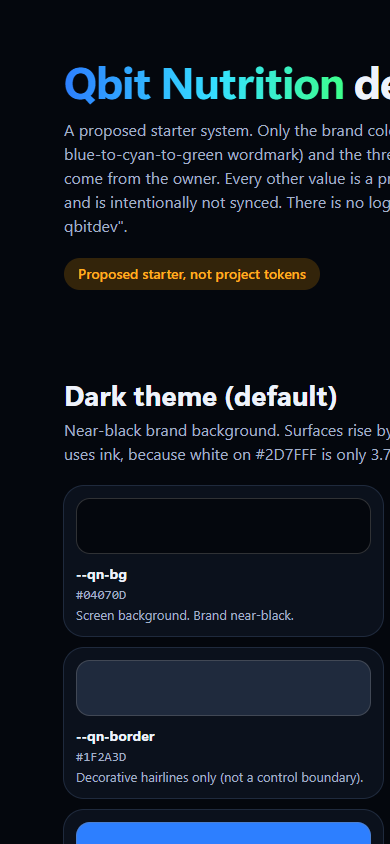 Qbit Nutrition de
A proposed starter system. Only the brand col
blue-to-cyan-to-green wordmark) and the thre
come from the owner. Every other value is a pr
and is intentionally not synced. There is no log
qbitdev".
Proposed starter, not project tokens
Dark theme (default)
Near-black brand background. Surfaces rise by
uses ink, because white on #2D7FFF is only 3.7
--qn-bg
#04070D
Screen background. Brand near-black.
--qn-border
#1F2A3D
Decorative hairlines only (not a control boundary).